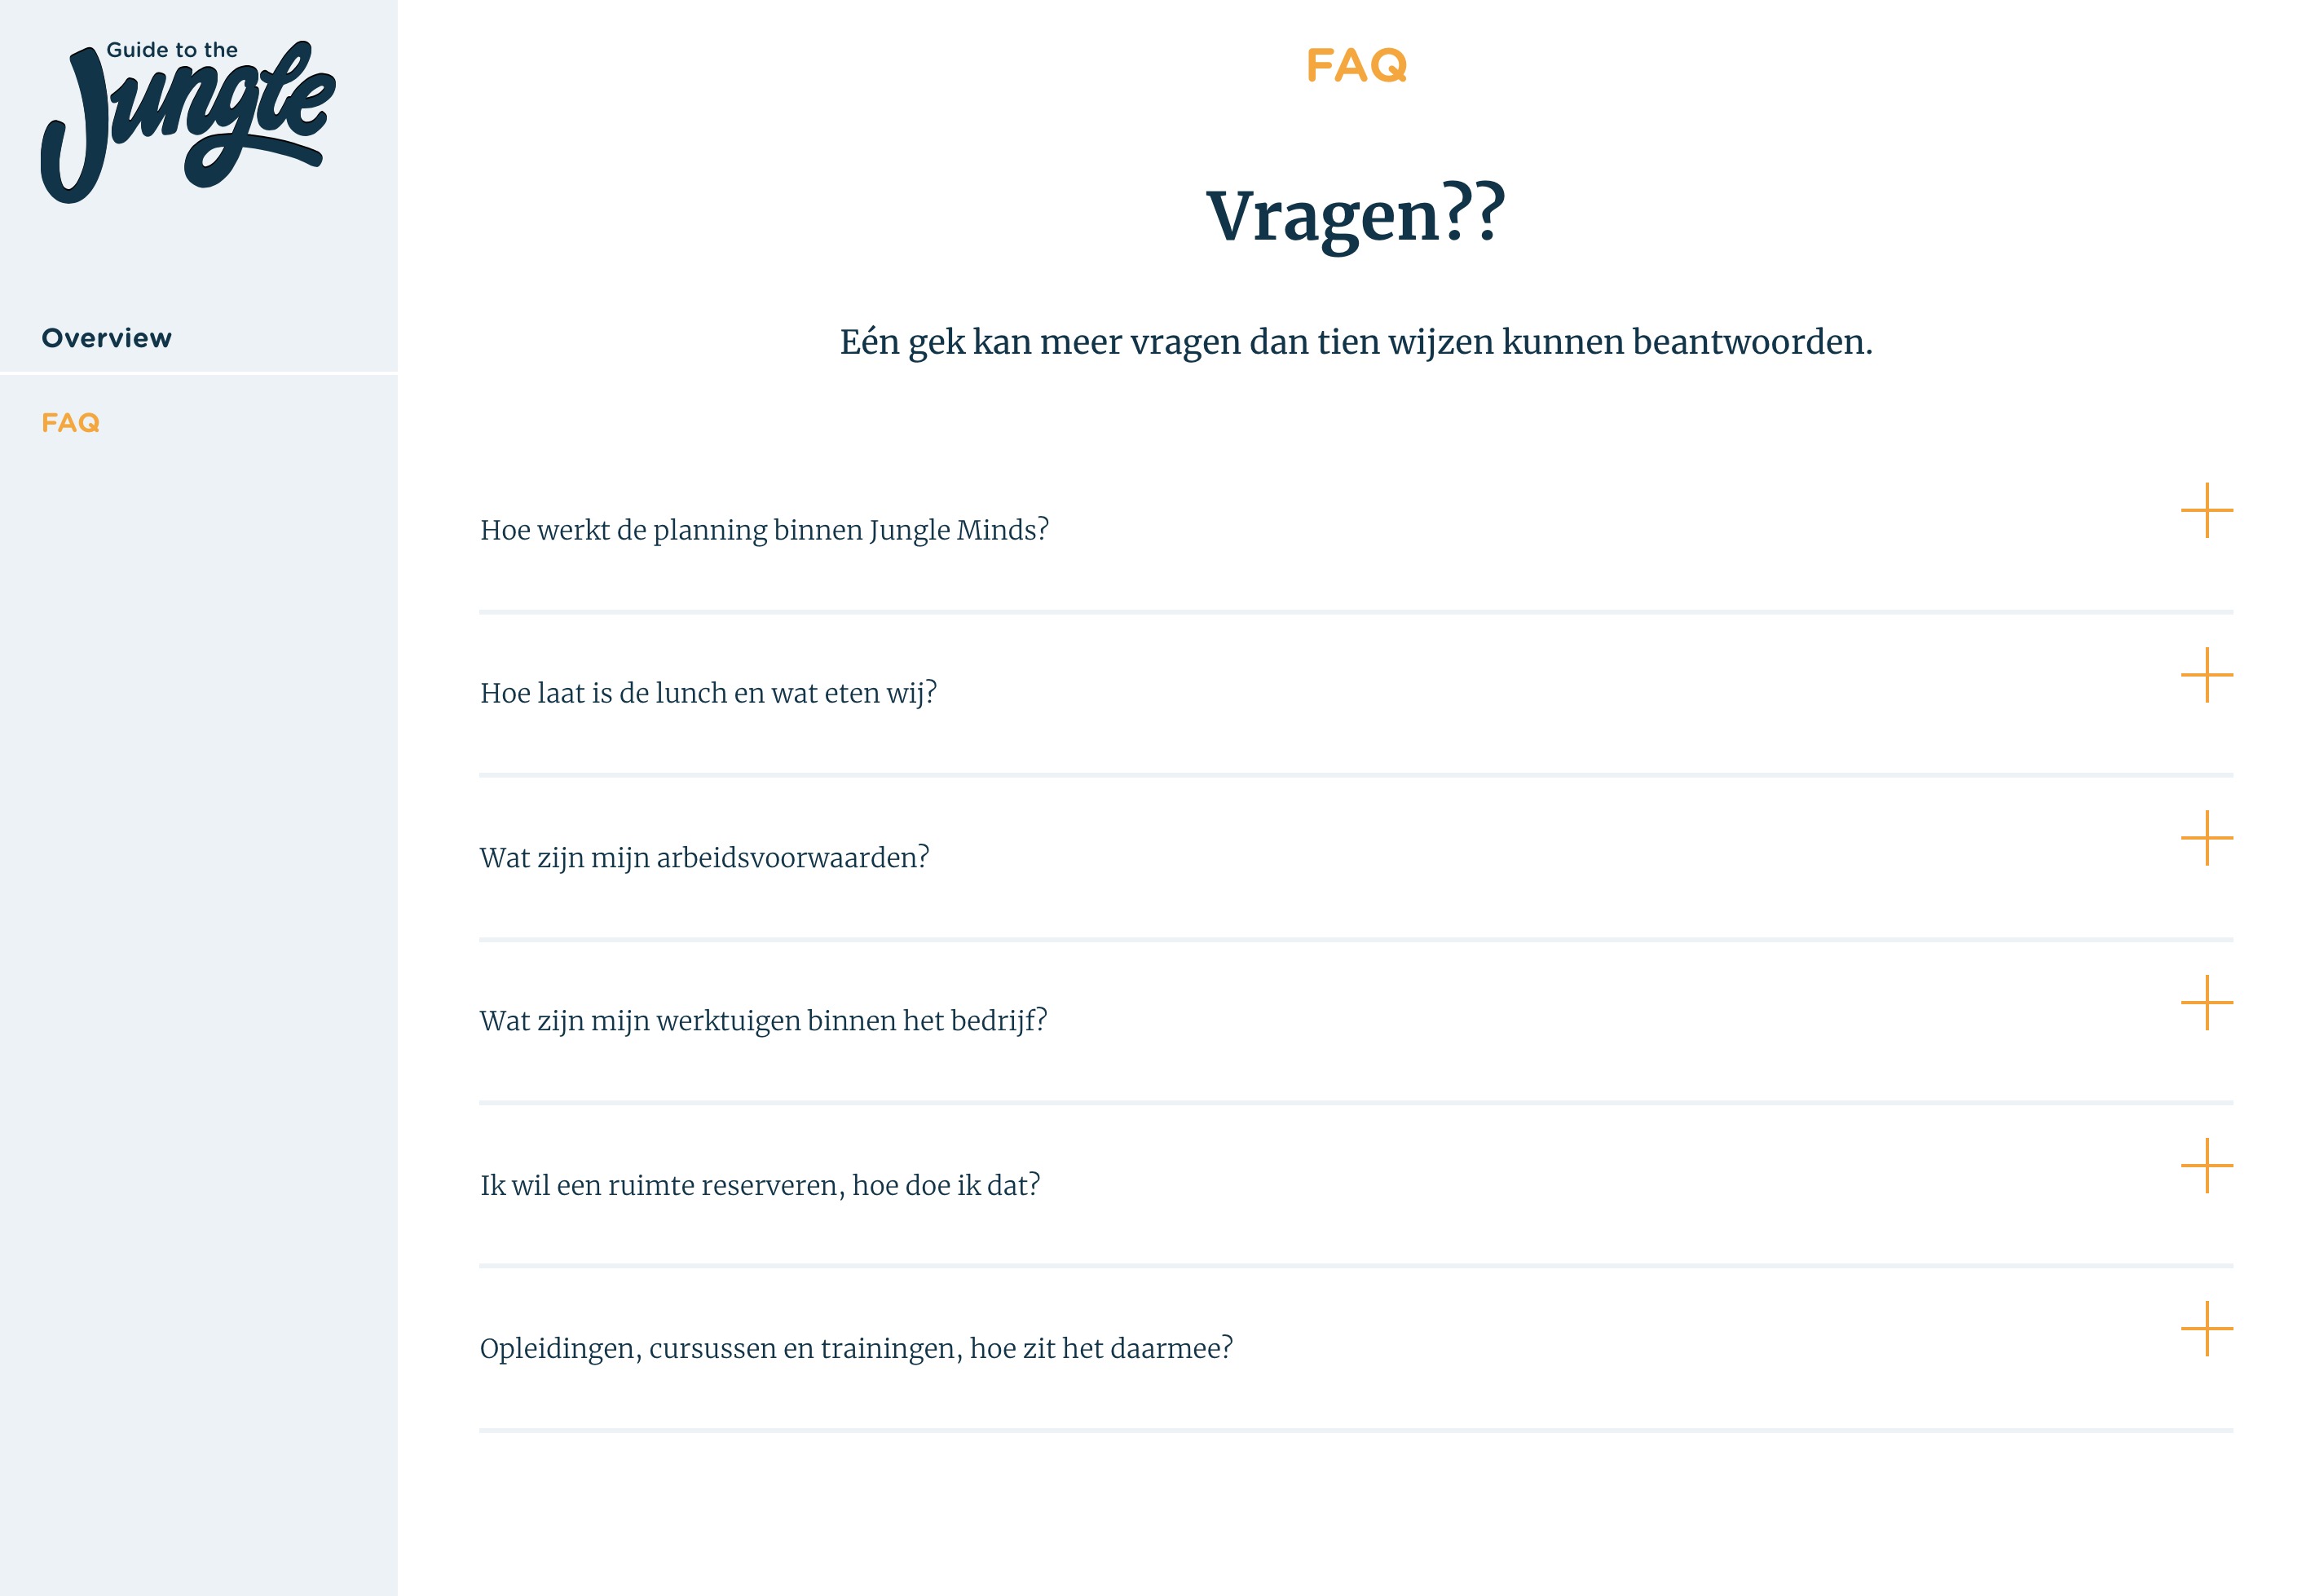 Guide to the
Jungle
Overview
FAQ
FAQ
Vragen??
Eén gek kan meer vragen dan tien wijzen kunnen beantwoorden.
Hoe werkt de planning binnen Jungle Minds?
Hoe laat is de lunch en wat eten wij?
Wat zijn mijn arbeidsvoorwaarden?
Wat zijn mijn werktuigen binnen het bedrijf?
Ik wil een ruimte reserveren, hoe doe ik dat?
Opleidingen, cursussen en trainingen, hoe zit het daarmee?